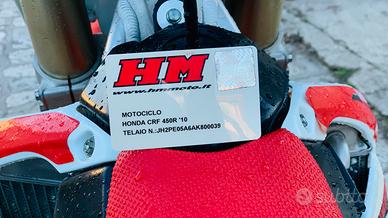 HM
www.hmmoto.it
MOTOCICLO
HONDA CRF 450R '10
TELAIO N.:JH2PE05A6AK800039
subito